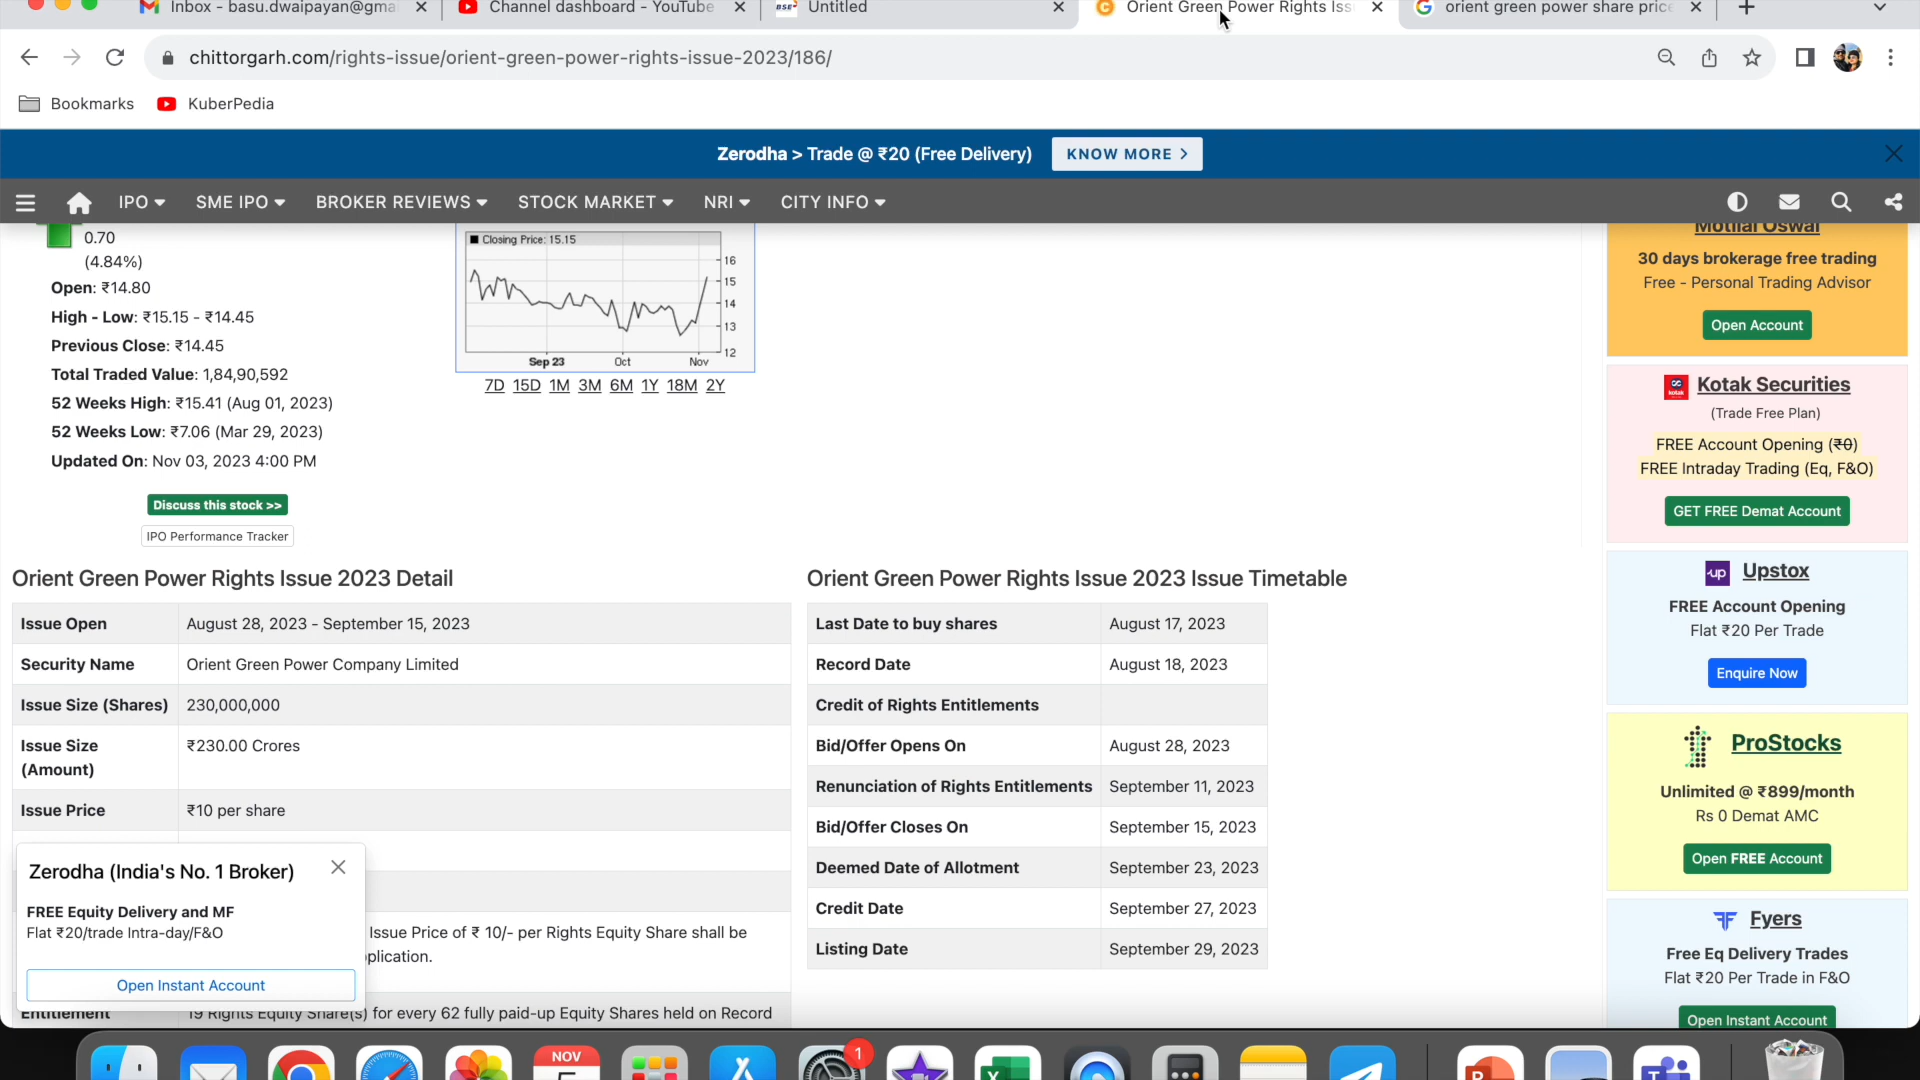 Inbox - basu.dwaipayan@gma
Channel dashboard - YouTube
BSE
Untitled
Orient Green Power Rights Iss
orient green power share price
chittorgarh.com/rights-issue/orient-green-power-rights-issue-2023/186/
Bookmarks
KuberPedia
Zerodha > Trade @ ₹20 (Free Delivery)
KNOW MORE >
IPO
SME IPO
BROKER REVIEWS
STOCK MARKET
NRI
CITY INFO
0.70
(4.84%)
Open: ₹14.80
High - Low: ₹15.15 - ₹14.45
Previous Close: ₹14.45
Total Traded Value: 1,84,90,592
52 Weeks High: ₹15.41 (Aug 01, 2023)
52 Weeks Low: ₹7.06 (Mar 29, 2023)
Updated On: Nov 03, 2023 4:00 PM
Discuss this stock >>
IPO Performance Tracker
Closing Price: 15.15
16
15
14
13
12
Sep 23
Oct
Nov
7D 15D 1M 3M 6M 1Y 18M 2Y
Orient Green Power Rights Issue 2023 Detail
Issue Open
August 28, 2023 - September 15, 2023
Security Name
Orient Green Power Company Limited
Issue Size (Shares)
230,000,000
Issue Size
(Amount)
₹230.00 Crores
Issue Price
₹10 per share
Issue Price of ₹ 10/- per Rights Equity Share shall be
plication.
Entitlement
19 Rights Equity Share(s) for every 62 fully paid-up Equity Shares held on Record
Zerodha (India's No. 1 Broker)
FREE Equity Delivery and MF
Flat ₹20/trade Intra-day/F&O
Open Instant Account
Orient Green Power Rights Issue 2023 Issue Timetable
Last Date to buy shares
August 17, 2023
Record Date
August 18, 2023
Credit of Rights Entitlements
Bid/Offer Opens On
August 28, 2023
Renunciation of Rights Entitlements
September 11, 2023
Bid/Offer Closes On
September 15, 2023
Deemed Date of Allotment
September 23, 2023
Credit Date
September 27, 2023
Listing Date
September 29, 2023
Motilal Oswal
30 days brokerage free trading
Free - Personal Trading Advisor
Open Account
kotak
Kotak Securities
(Trade Free Plan)
FREE Account Opening (₹0)
FREE Intraday Trading (Eq, F&O)
GET FREE Demat Account
up
Upstox
FREE Account Opening
Flat ₹20 Per Trade
Enquire Now
ProStocks
Unlimited @ ₹899/month
Rs 0 Demat AMC
Open FREE Account
Fyers
Free Eq Delivery Trades
Flat ₹20 Per Trade in F&O
Open Instant Account
NOV
1